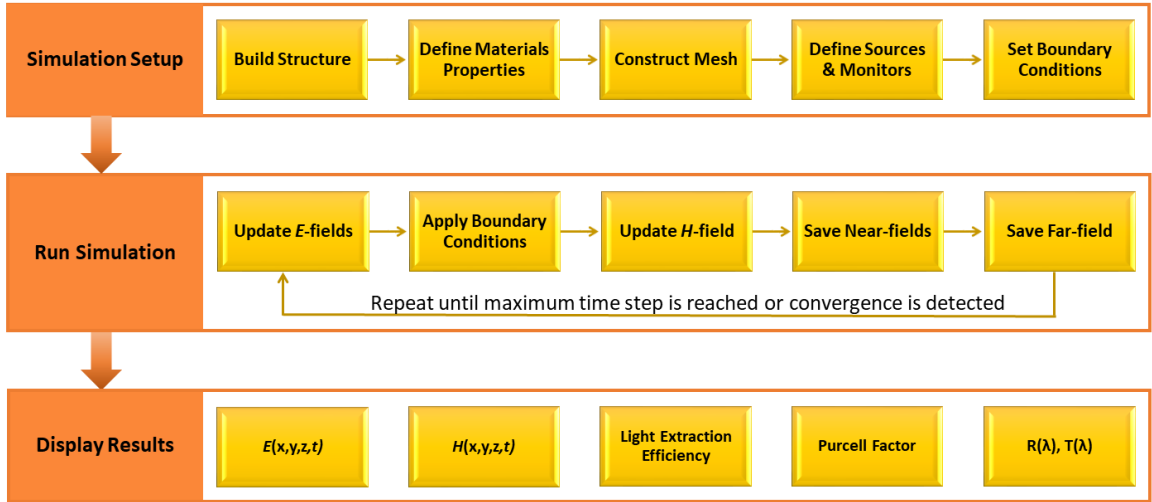 Simulation Setup
Build Structure
Define Materials
Properties
Construct Mesh
Define Sources
& Monitors
Set Boundary
Conditions
Run Simulation
Update E-fields
Apply Boundary
Conditions
Update H-field
Save Near-fields
Save Far-field
Repeat until maximum time step is reached or convergence is detected
Display Results
E(x,y,z,t)
H(x,y,z,t)
Light Extraction
Efficiency
Purcell Factor
R(λ), T(λ)